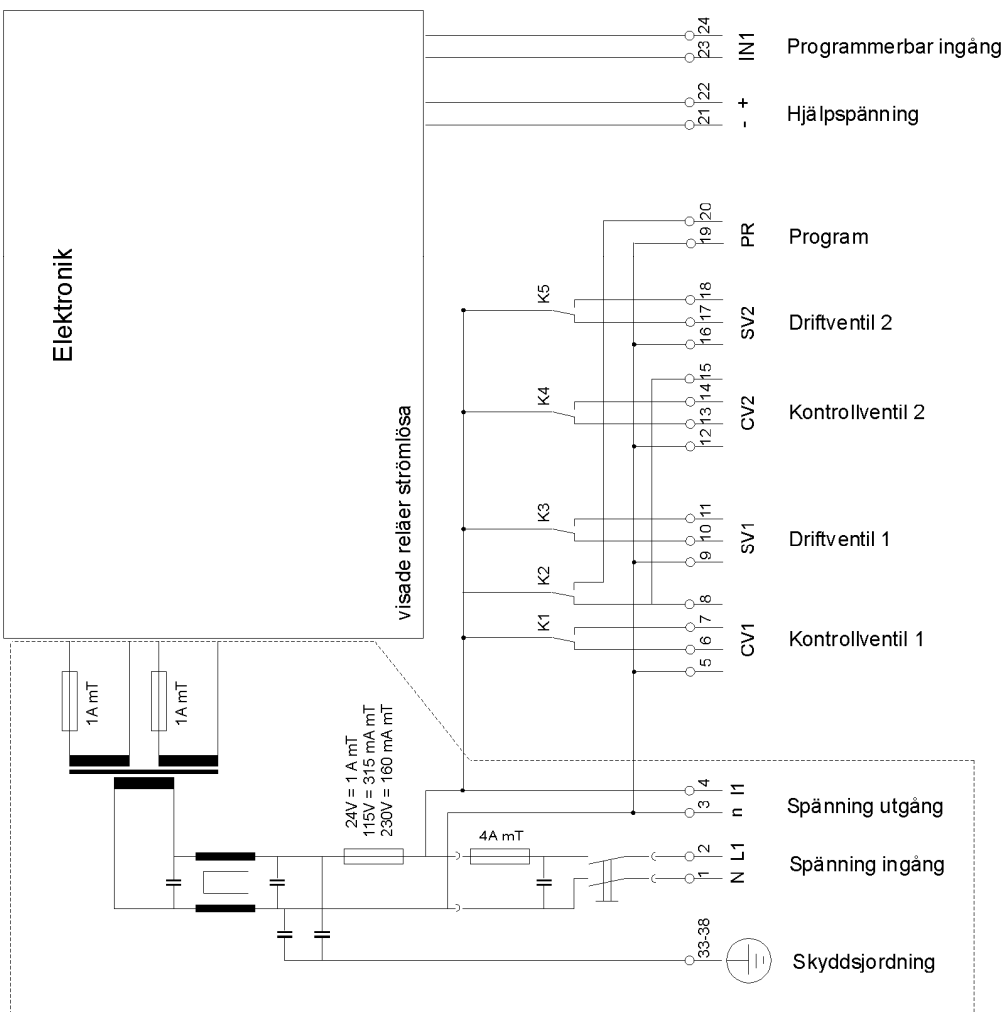 24
23
IN1
Programmerbar ingång
22
21
+
-
Hjälpspänning
20
19
PR
Program
K5
18
17
16
SV2
Driftventil 2
15
K4
14
13
12
CV2
Kontrollventil 2
K3
11
10
9
SV1
Driftventil 1
K2
8
K1
7
6
5
CV1
Kontrollventil 1
Elektronik
visade reläer strömlösa
1A mT
1A mT
24V = 1 A mT
115V = 315 mA mT
230V = 160 mA mT
4
3
l1
n
Spänning utgång
4A mT
2
1
L1
N
Spänning ingång
33-38
Skyddsjordning